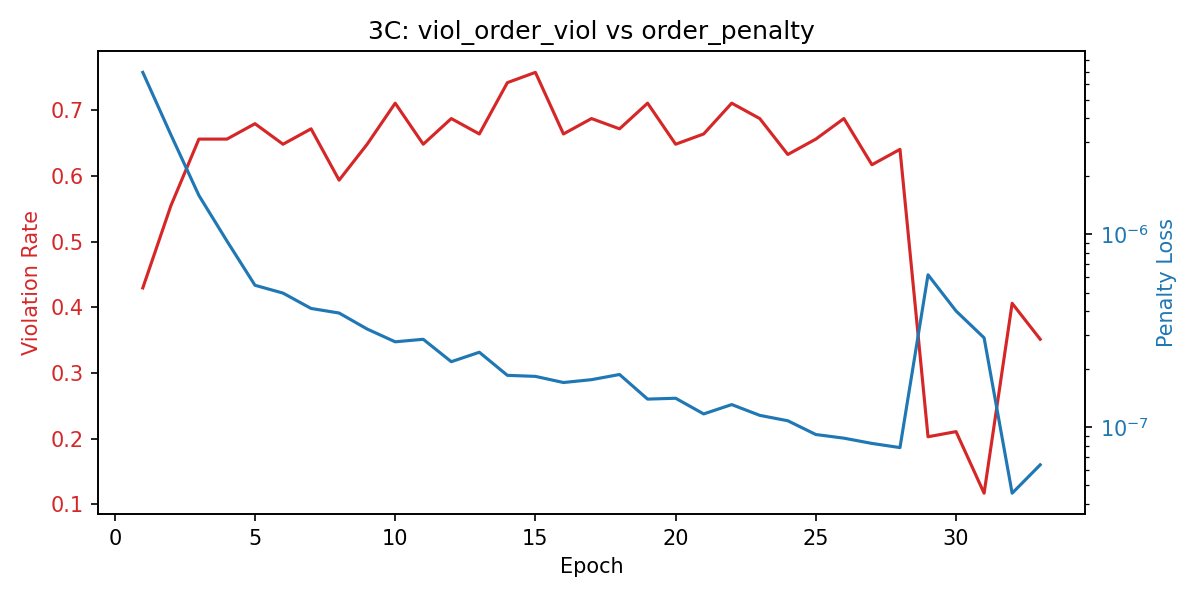 3C: viol_order_viol vs order_penalty
Violation Rate
0.7
0.6
0.5
0.4
0.3
0.2
0.1
10⁻⁶
10⁻⁷
Penalty Loss
0 5 10 15 20 25 30
Epoch